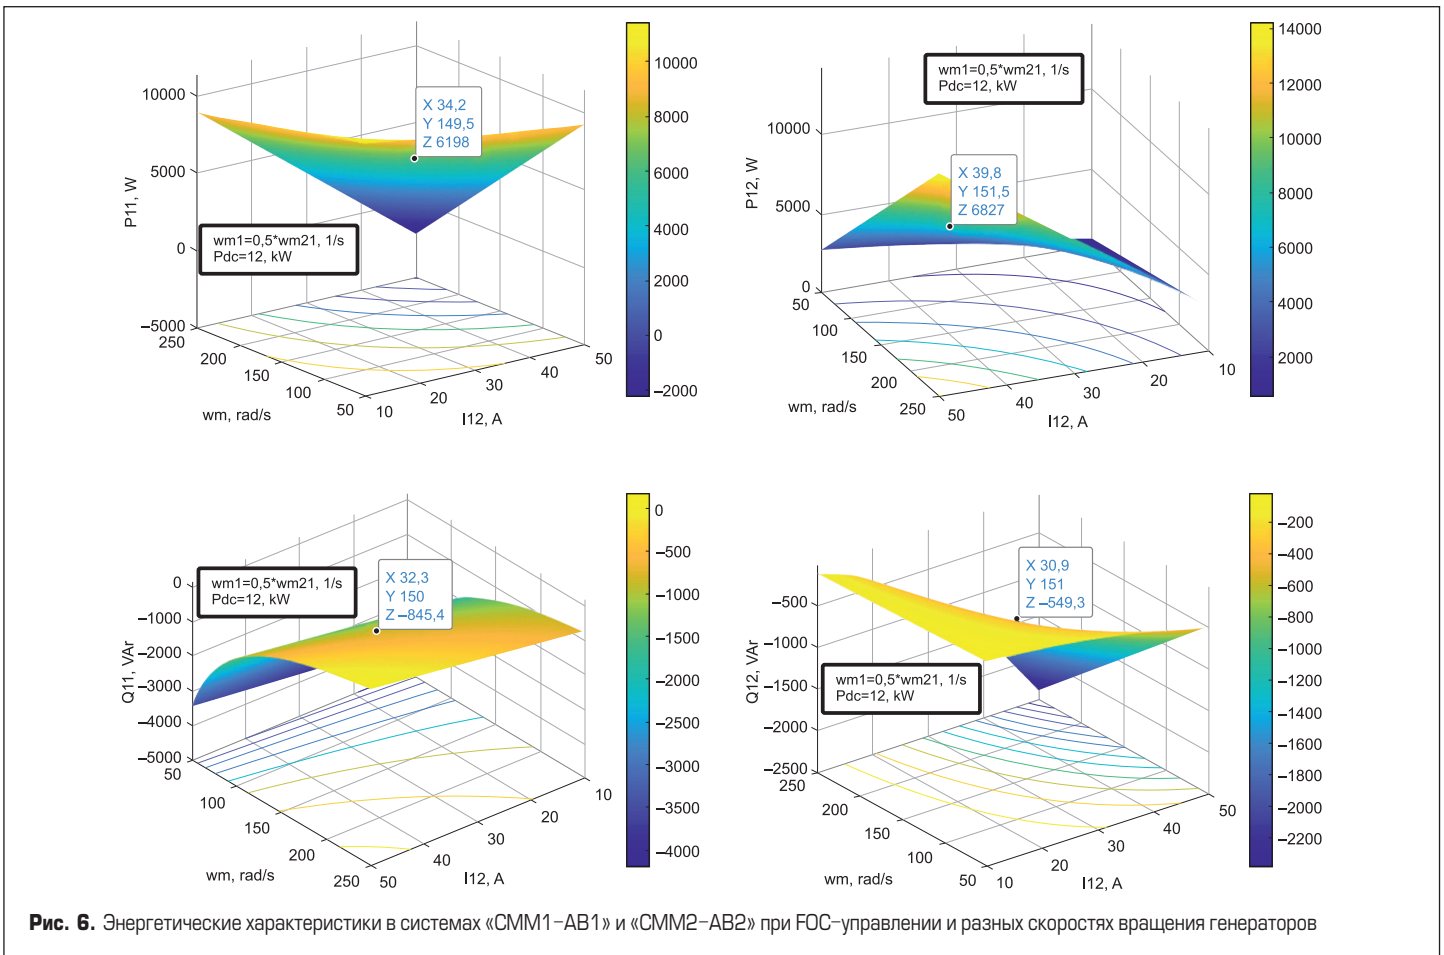 10000
5000
0
−5000
P11, W
250
200
150
100
50
wm, rad/s
10
20
30
40
50
I12, A
X 34,2
Y 149,5
Z 6198
wm1=0,5*wm21, 1/s
Pdc=12, kW
10000
8000
6000
4000
2000
0
−2000
10000
5000
0
P12, W
50
100
150
200
250
wm, rad/s
50
40
30
20
10
I12, A
wm1=0,5*wm21, 1/s
Pdc=12, kW
X 39,8
Y 151,5
Z 6827
14000
12000
10000
8000
6000
4000
2000
0
−1000
−2000
−3000
−4000
−5000
Q11, VAr
50
100
150
200
250
wm, rad/s
50
40
30
20
10
I12, A
wm1=0,5*wm21, 1/s
Pdc=12, kW
X 32,3
Y 150
Z −845,4
0
−500
−1000
−1500
−2000
−2500
−3000
−3500
−4000
−500
−1000
−1500
−2000
−2500
Q12, VAr
250
200
150
100
50
wm, rad/s
10
20
30
40
50
I12, A
X 30,9
Y 151
Z −549,3
wm1=0,5*wm21, 1/s
Pdc=12, kW
−200
−400
−600
−800
−1000
−1200
−1400
−1600
−1800
−2000
−2200
Рис. 6. Энергетические характеристики в системах «СММ1−АВ1» и «СММ2−АВ2» при FOC−управлении и разных скоростях вращения генераторов